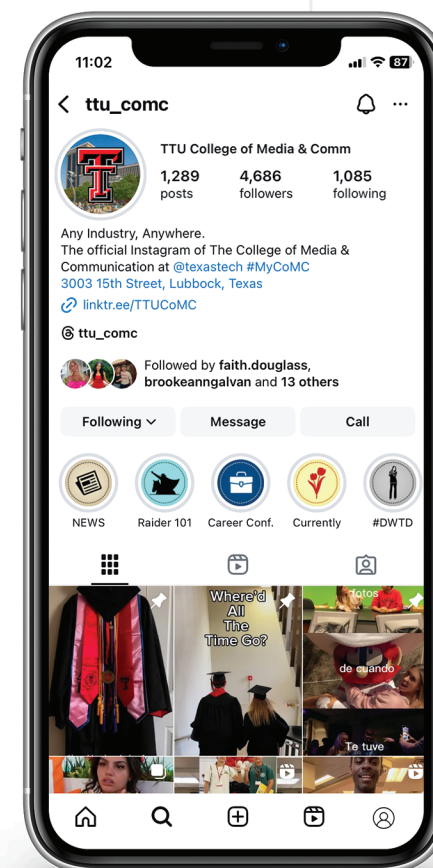 11:02
87
ttu_comc
TTU College of Media & Comm
1,289 4,686 1,085
posts followers following
Any Industry, Anywhere.
The official Instagram of The College of Media &
Communication at @texastech #MyCoMC
3003 15th Street, Lubbock, Texas
linktr.ee/TTUCoMC
ttu_comc
Followed by faith.douglass,
brookeanngalvan and 13 others
Following Message Call
NEWS Raider 101 Career Conf. Currently #DWTD
Where'd
All
The
Time Go?
fotos
de cuando
Te tuve